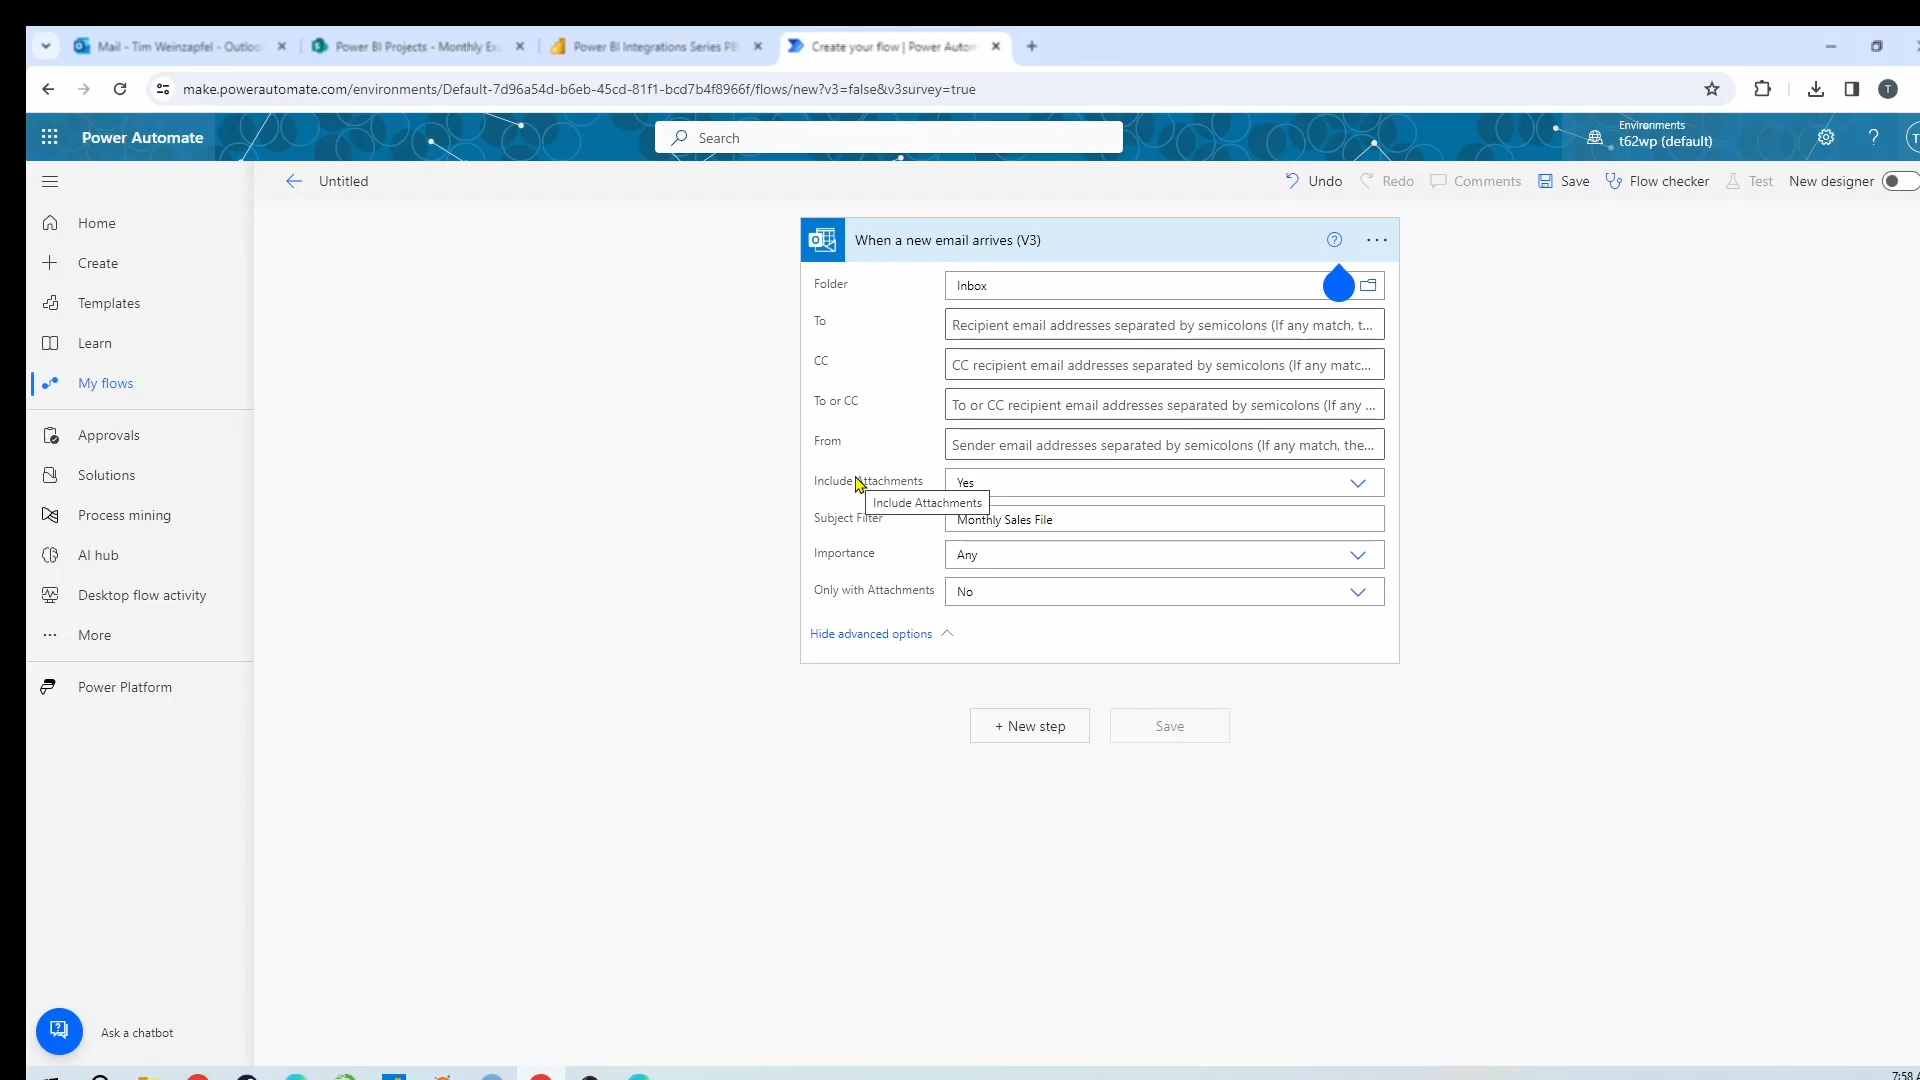 Mail - Tim Weinzapfel - Outloo
Power BI Projects - Monthly Ex
Power BI Integrations Series PB
Create your flow | Power Autom
make.powerautomate.com/environments/Default-7d96a54d-b6eb-45cd-81f1-bcd7b4f8966f/flows/new?v3=false&v3survey=true
T
Power Automate
Search
Environments
t62wp (default)
?
T
Untitled
Undo
Redo
Comments
Save
Flow checker
Test
New designer
Home
Create
Templates
Learn
My flows
Approvals
Solutions
Process mining
AI hub
Desktop flow activity
More
Power Platform
Ask a chatbot
When a new email arrives (V3)
Folder
Inbox
To
Recipient email addresses separated by semicolons (If any match, t...
CC
CC recipient email addresses separated by semicolons (If any matc...
To or CC
To or CC recipient email addresses separated by semicolons (If any ...
From
Sender email addresses separated by semicolons (If any match, the...
Include Attachments
Yes
Include Attachments
Subject Filter
Monthly Sales File
Importance
Any
Only with Attachments
No
Hide advanced options
+ New step
Save
7:58 A